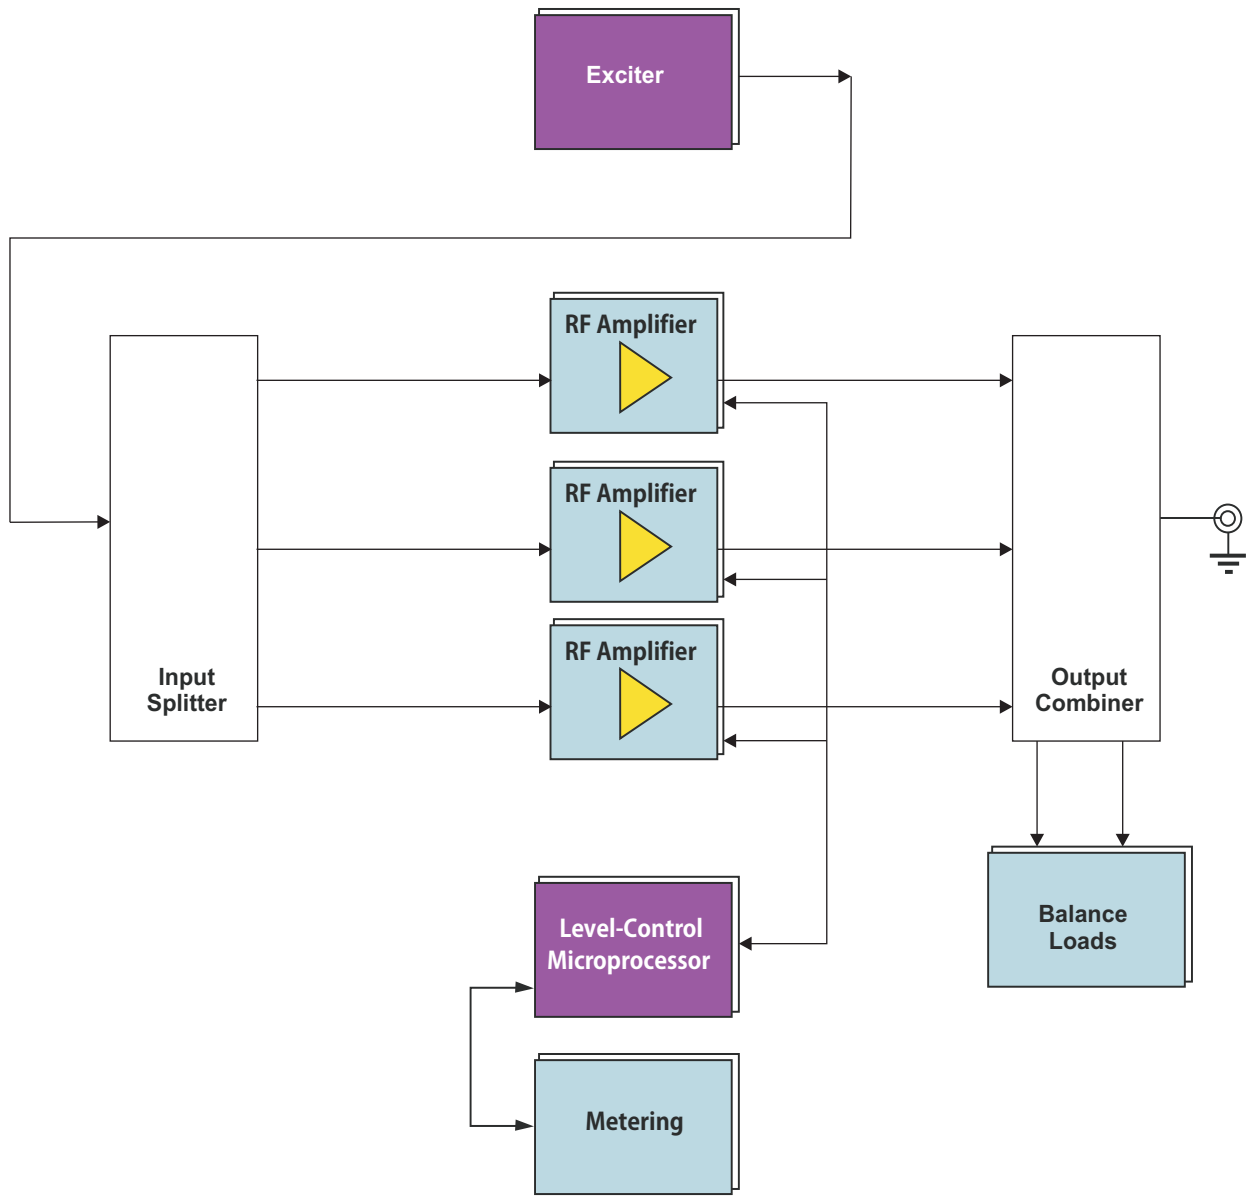 Exciter
RF Amplifier
RF Amplifier
RF Amplifier
Input
Splitter
Output
Combiner
Level-Control
Microprocessor
Balance
Loads
Metering